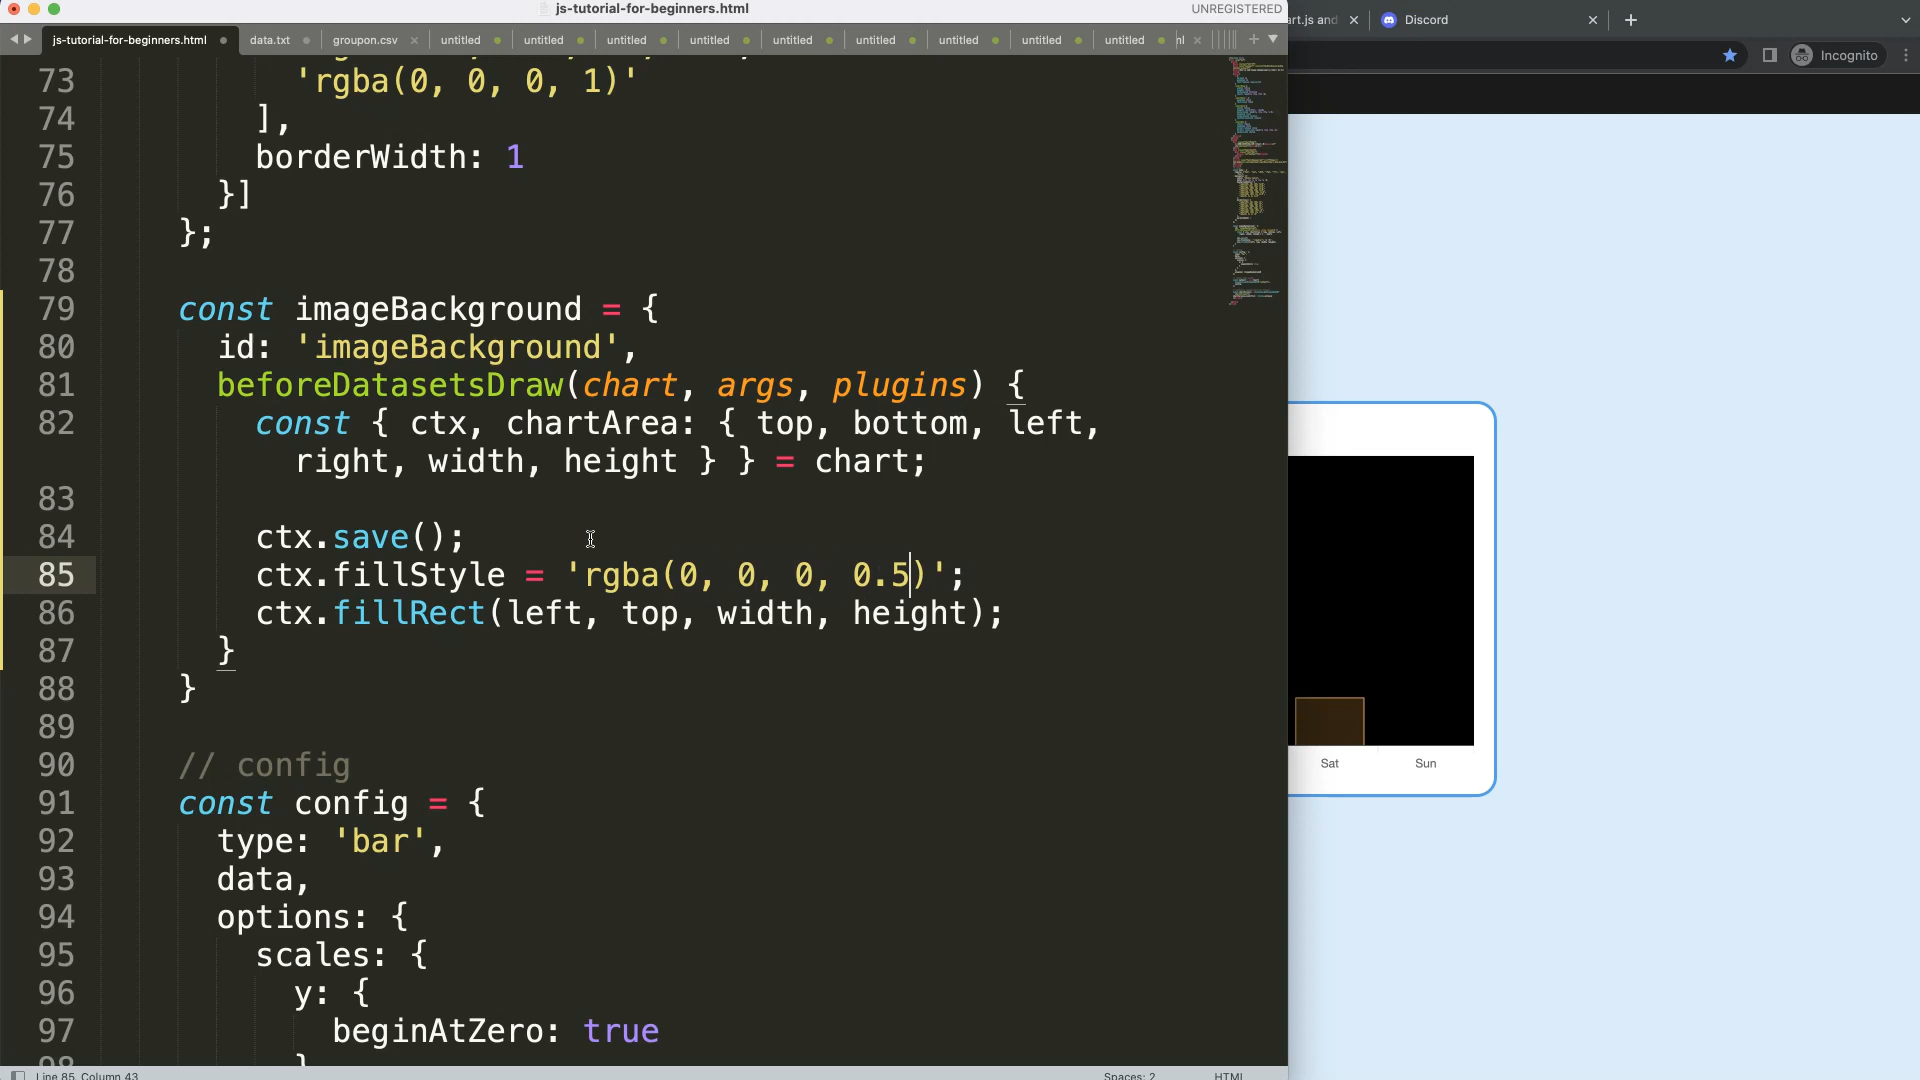 js-tutorial-for-beginners.html
UNREGISTERED
js-tutorial-for-beginners.html data.txt groupon.csv untitled untitled untitled untitled untitled untitled untitled untitled untitled
art.js and Discord
Incognito
73 'rgba(0, 0, 0, 1)'
74 ],
75 borderWidth: 1
76 }]
77 };
78
79 const imageBackground = {
80 id: 'imageBackground',
81 beforeDatasetsDraw(chart, args, plugins) {
82 const { ctx, chartArea: { top, bottom, left,
right, width, height } } = chart;
83
84 ctx.save();
85 ctx.fillStyle = 'rgba(0, 0, 0, 0.5)';
86 ctx.fillRect(left, top, width, height);
87 }
88 }
89
90 // config
91 const config = {
92 type: 'bar',
93 data,
94 options: {
95 scales: {
96 y: {
97 beginAtZero: true
98 }
Sat Sun
Line 85, Column 43
Spaces: 2 HTML